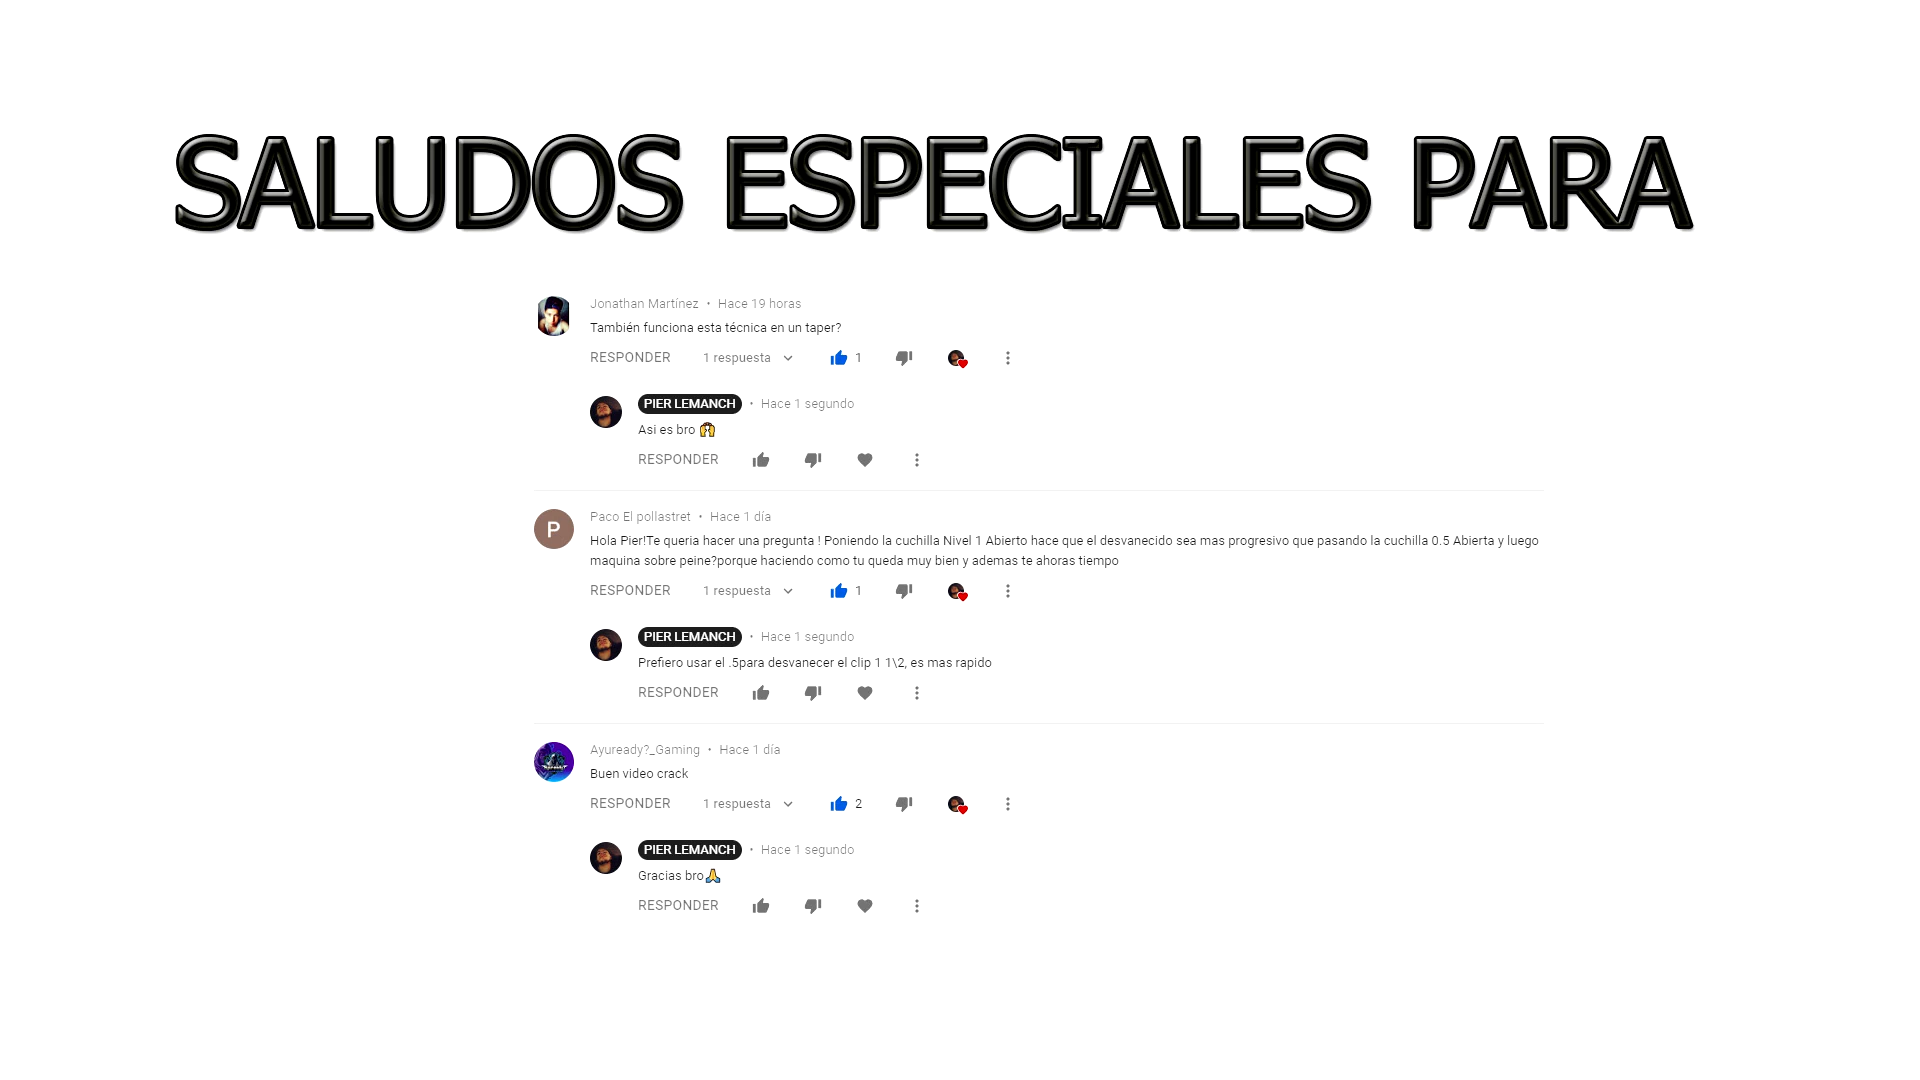 SALUDOS ESPECIALES PARA
Jonathan Martínez • Hace 19 horas
También funciona esta técnica en un taper?
RESPONDER 1 respuesta 1
PIER LEMANCH • Hace 1 segundo
Asi es bro 🙌
RESPONDER
P
Paco El pollastret • Hace 1 día
Hola Pier!Te queria hacer una pregunta ! Poniendo la cuchilla Nivel 1 Abierto hace que el desvanecido sea mas progresivo que pasando la cuchilla 0.5 Abierta y luego
maquina sobre peine?porque haciendo como tu queda muy bien y ademas te ahoras tiempo
RESPONDER 1 respuesta 1
PIER LEMANCH • Hace 1 segundo
Prefiero usar el .5para desvanecer el clip 1 1\2, es mas rapido
RESPONDER
Ayuready?_Gaming • Hace 1 día
Buen video crack
RESPONDER 1 respuesta 2
PIER LEMANCH • Hace 1 segundo
Gracias bro🙏
RESPONDER